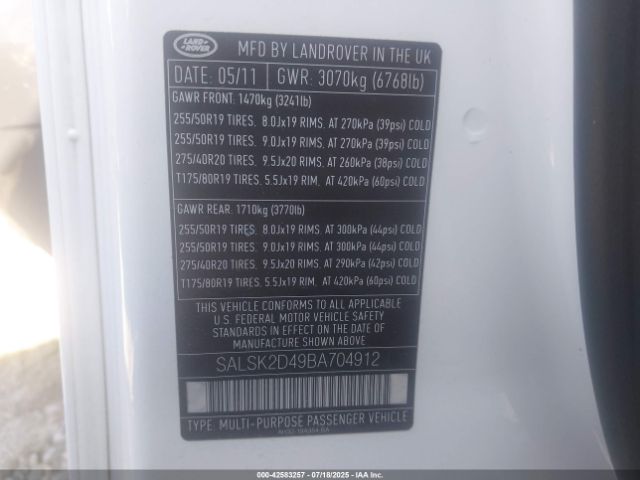 LAND ROVER
MFD BY LANDROVER IN THE UK
DATE: 05/11 GWR: 3070kg (6768lb)
GAWR FRONT: 1470kg (3241lb)
255/50R19 TIRES. 8.0Jx19 RIMS. AT 270kPa (39psi) COLD
255/50R19 TIRES. 9.0Jx19 RIMS. AT 270kPa (39psi) COLD
275/40R20 TIRES. 9.5Jx20 RIMS. AT 260kPa (38psi) COLD
T175/80R19 TIRES. 5.5Jx19 RIM. AT 420kPa (60psi) COLD
GAWR REAR: 1710kg (3770lb)
255/50R19 TIRES. 8.0Jx19 RIMS. AT 300kPa (44psi) COLD
255/50R19 TIRES. 9.0Jx19 RIMS. AT 300kPa (44psi) COLD
275/40R20 TIRES. 9.5Jx20 RIMS. AT 290kPa (42psi) COLD
T175/80R19 TIRES. 5.5Jx19 RIM. AT 420kPa (60psi) COLD
THIS VEHICLE CONFORMS TO ALL APPLICABLE
U.S. FEDERAL MOTOR VEHICLE SAFETY
STANDARDS IN EFFECT ON THE DATE OF
MANUFACTURE SHOWN ABOVE
SALSK2D49BA704912
TYPE: MULTI-PURPOSE PASSENGER VEHICLE
000-42583257 - 07/18/2025 - IAAI.COM